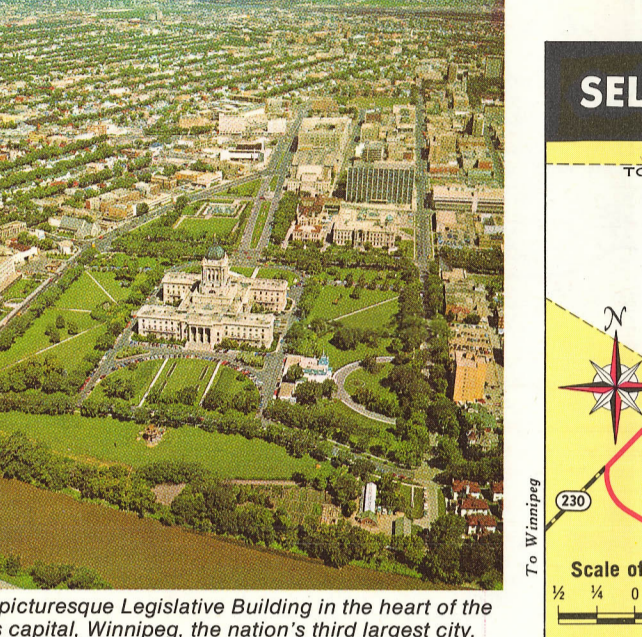 picturesque Legislative Building in the heart of the
s capital, Winnipeg, the nation's third largest city.
SEL
TO
N
230
To Winnipeg
Scale of
½ ¼ 0